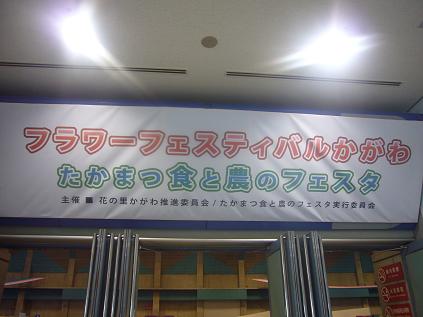 フラワーフェスティバルかがわ
たかまつ食と農のフェスタ
主催 ■ 花の里かがわ推進委員会 / たかまつ食と農のフェスタ実行委員会